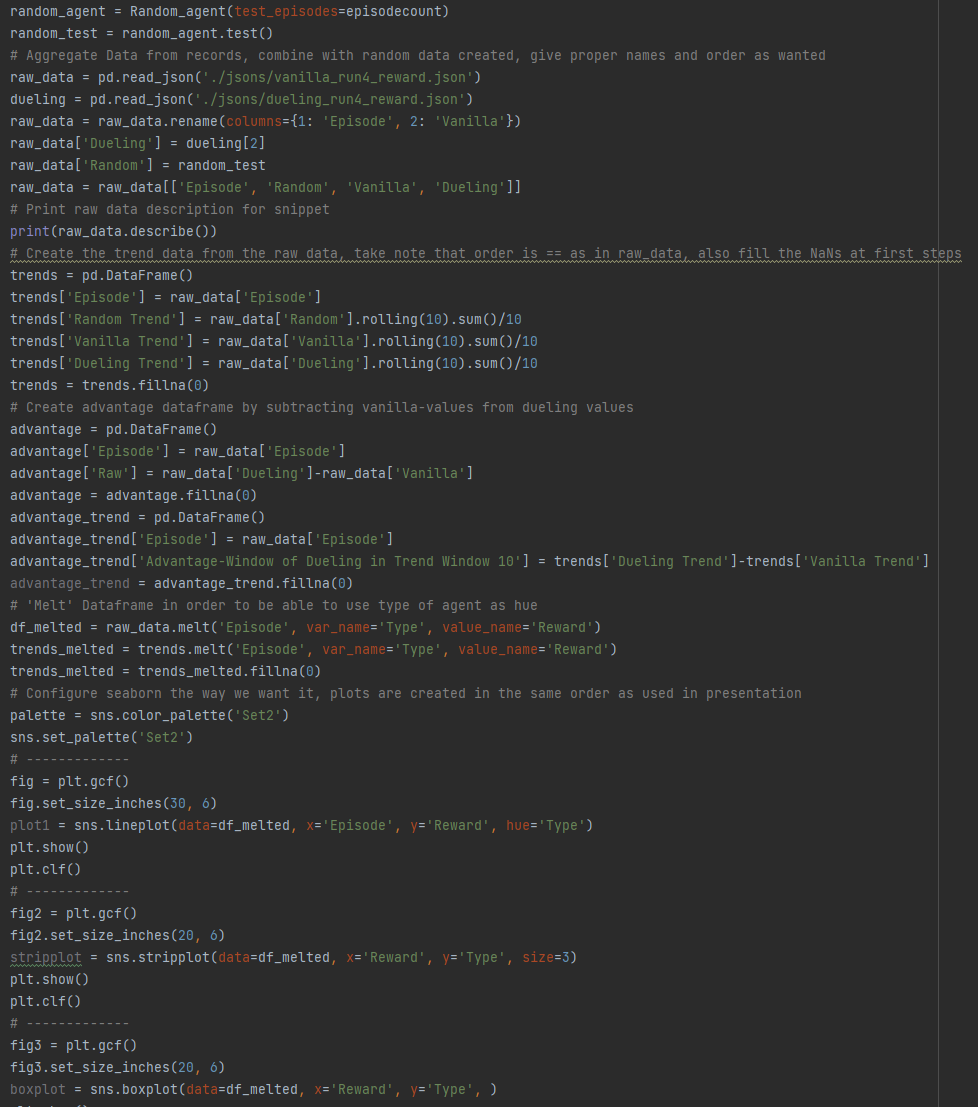 random_agent = Random_agent(test_episodes=episodecount)
random_test = random_agent.test()
# Aggregate Data from records, combine with random data created, give proper names and order as wanted
raw_data = pd.read_json('./jsons/vanilla_run4_reward.json')
dueling = pd.read_json('./jsons/dueling_run4_reward.json')
raw_data = raw_data.rename(columns={1: 'Episode', 2: 'Vanilla'})
raw_data['Dueling'] = dueling[2]
raw_data['Random'] = random_test
raw_data = raw_data[['Episode', 'Random', 'Vanilla', 'Dueling']]
# Print raw data description for snippet
print(raw_data.describe())
# Create the trend data from the raw data, take note that order is == as in raw_data, also fill the NaNs at first steps
trends = pd.DataFrame()
trends['Episode'] = raw_data['Episode']
trends['Random Trend'] = raw_data['Random'].rolling(10).sum()/10
trends['Vanilla Trend'] = raw_data['Vanilla'].rolling(10).sum()/10
trends['Dueling Trend'] = raw_data['Dueling'].rolling(10).sum()/10
trends = trends.fillna(0)
# Create advantage dataframe by subtracting vanilla-values from dueling values
advantage = pd.DataFrame()
advantage['Episode'] = raw_data['Episode']
advantage['Raw'] = raw_data['Dueling']-raw_data['Vanilla']
advantage = advantage.fillna(0)
advantage_trend = pd.DataFrame()
advantage_trend['Episode'] = raw_data['Episode']
advantage_trend['Advantage-Window of Dueling in Trend Window 10'] = trends['Dueling Trend']-trends['Vanilla Trend']
advantage_trend = advantage_trend.fillna(0)
# 'Melt' Dataframe in order to be able to use type of agent as hue
df_melted = raw_data.melt('Episode', var_name='Type', value_name='Reward')
trends_melted = trends.melt('Episode', var_name='Type', value_name='Reward')
trends_melted = trends_melted.fillna(0)
# Configure seaborn the way we want it, plots are created in the same order as used in presentation
palette = sns.color_palette('Set2')
sns.set_palette('Set2')
# -------------
fig = plt.gcf()
fig.set_size_inches(30, 6)
plot1 = sns.lineplot(data=df_melted, x='Episode', y='Reward', hue='Type')
plt.show()
plt.clf()
# -------------
fig2 = plt.gcf()
fig2.set_size_inches(20, 6)
stripplot = sns.stripplot(data=df_melted, x='Reward', y='Type', size=3)
plt.show()
plt.clf()
# -------------
fig3 = plt.gcf()
fig3.set_size_inches(20, 6)
boxplot = sns.boxplot(data=df_melted, x='Reward', y='Type', )